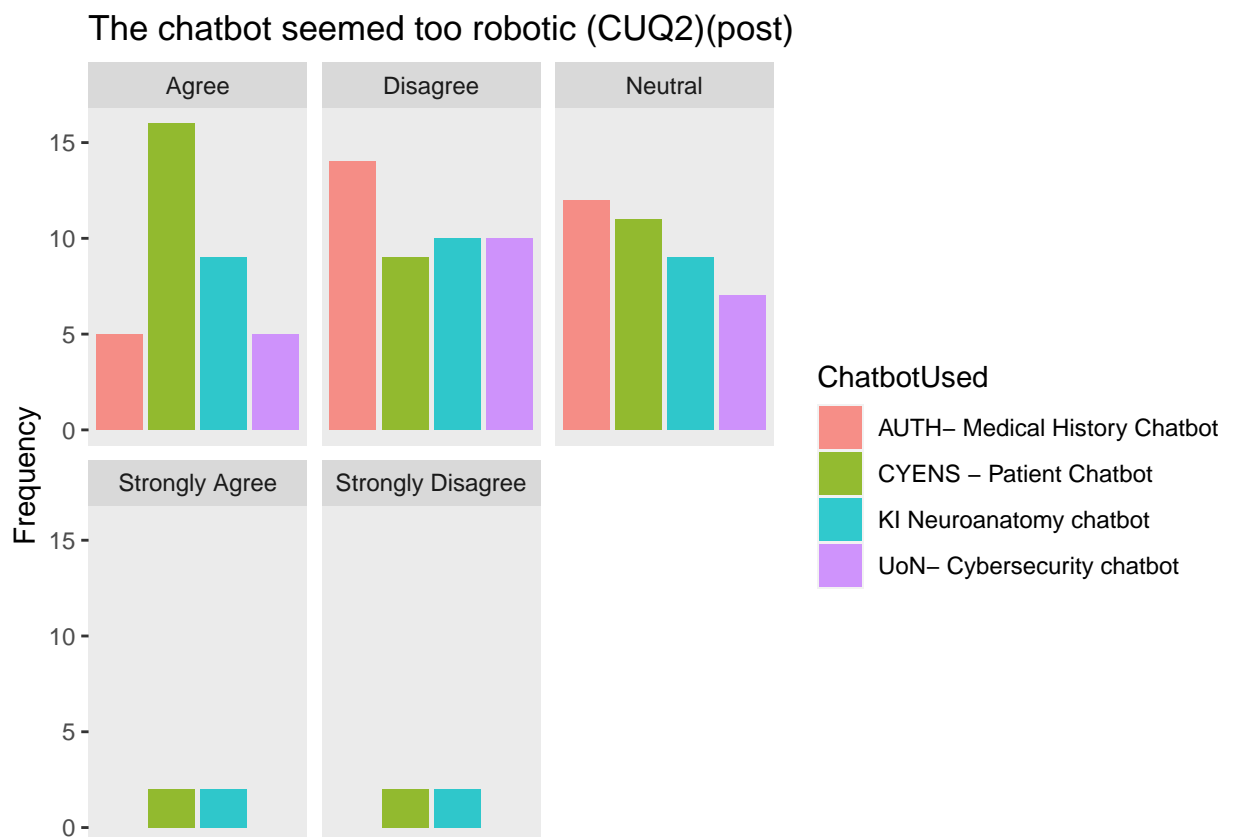 The chatbot seemed too robotic (CUQ2)(post)
Agree
Disagree
Neutral
15
10
5
0
Strongly Agree
Strongly Disagree
15
10
5
0
Frequency
ChatbotUsed
AUTH− Medical History Chatbot
CYENS − Patient Chatbot
KI Neuroanatomy chatbot
UoN− Cybersecurity chatbot